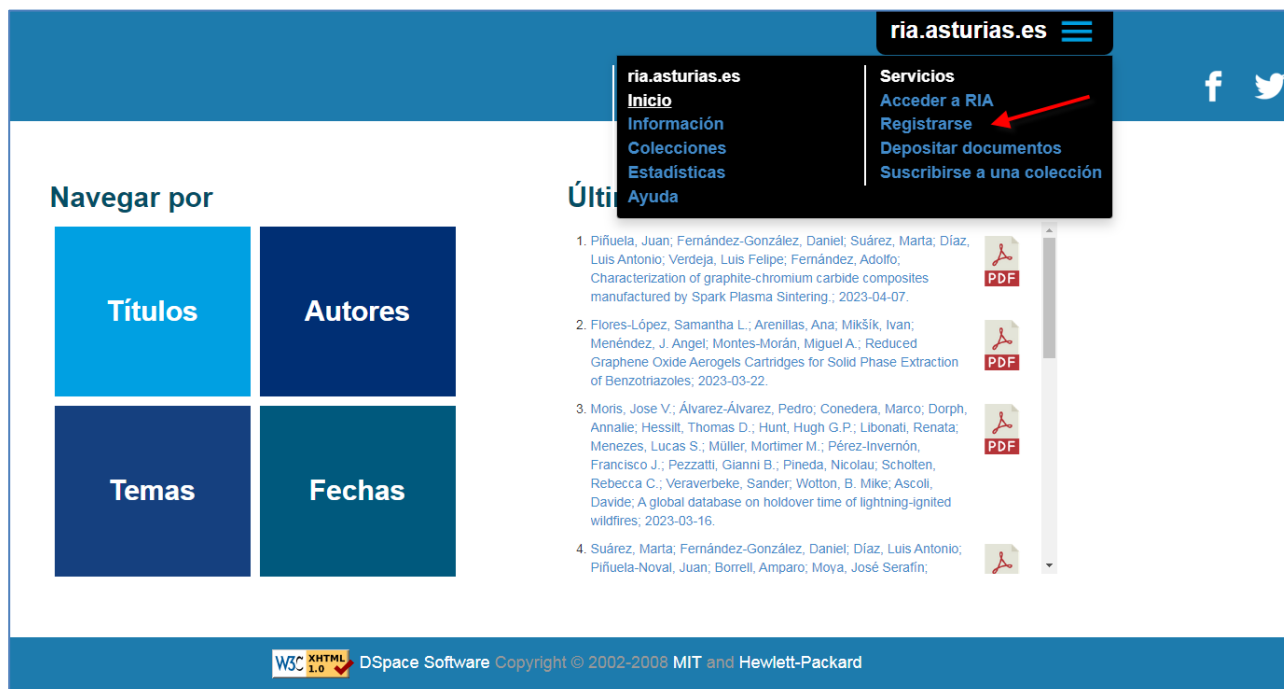 ria.asturias.es
ria.asturias.es
Inicio
Información
Colecciones
Estadísticas
Ayuda
Servicios
Acceder a RIA
Registrarse
Depositar documentos
Suscribirse a una colección
Navegar por
Títulos
Autores
Temas
Fechas
Últi
1. Piñuela, Juan; Fernández-González, Daniel; Suárez, Marta; Díaz,
Luis Antonio; Verdeja, Luis Felipe; Fernández, Adolfo;
Characterization of graphite-chromium carbide composites
manufactured by Spark Plasma Sintering.; 2023-04-07.
PDF
2. Flores-López, Samantha L.; Arenillas, Ana; Mikšík, Ivan;
Menéndez, J. Angel; Montes-Morán, Miguel A.; Reduced
Graphene Oxide Aerogels Cartridges for Solid Phase Extraction
of Benzotriazoles; 2023-03-22.
PDF
3. Moris, Jose V.; Álvarez-Álvarez, Pedro; Conedera, Marco; Dorph,
Annalie; Hessilt, Thomas D.; Hunt, Hugh G.P.; Libonati, Renata;
Menezes, Lucas S.; Müller, Mortimer M.; Pérez-Invernón,
Francisco J.; Pezzatti, Gianni B.; Pineda, Nicolau; Scholten,
Rebecca C.; Veraverbeke, Sander; Wotton, B. Mike; Ascoli,
Davide; A global database on holdover time of lightning-ignited
wildfires; 2023-03-16.
PDF
4. Suárez, Marta; Fernández-González, Daniel; Díaz, Luis Antonio;
Piñuela-Noval, Juan; Borrell, Amparo; Moya, José Serafín;
W3C XHTML 1.0
DSpace Software Copyright © 2002-2008 MIT and Hewlett-Packard